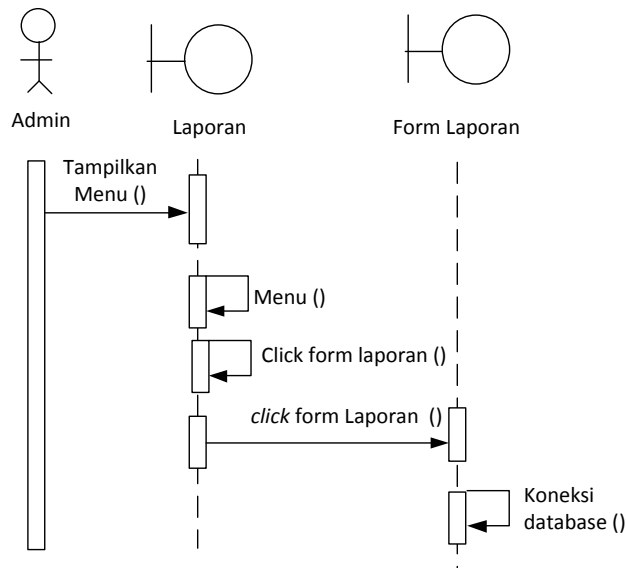 Admin
Laporan
Form Laporan
Tampilkan
Menu ()
Menu ()
Click form laporan ()
click form Laporan ()
Koneksi
database ()